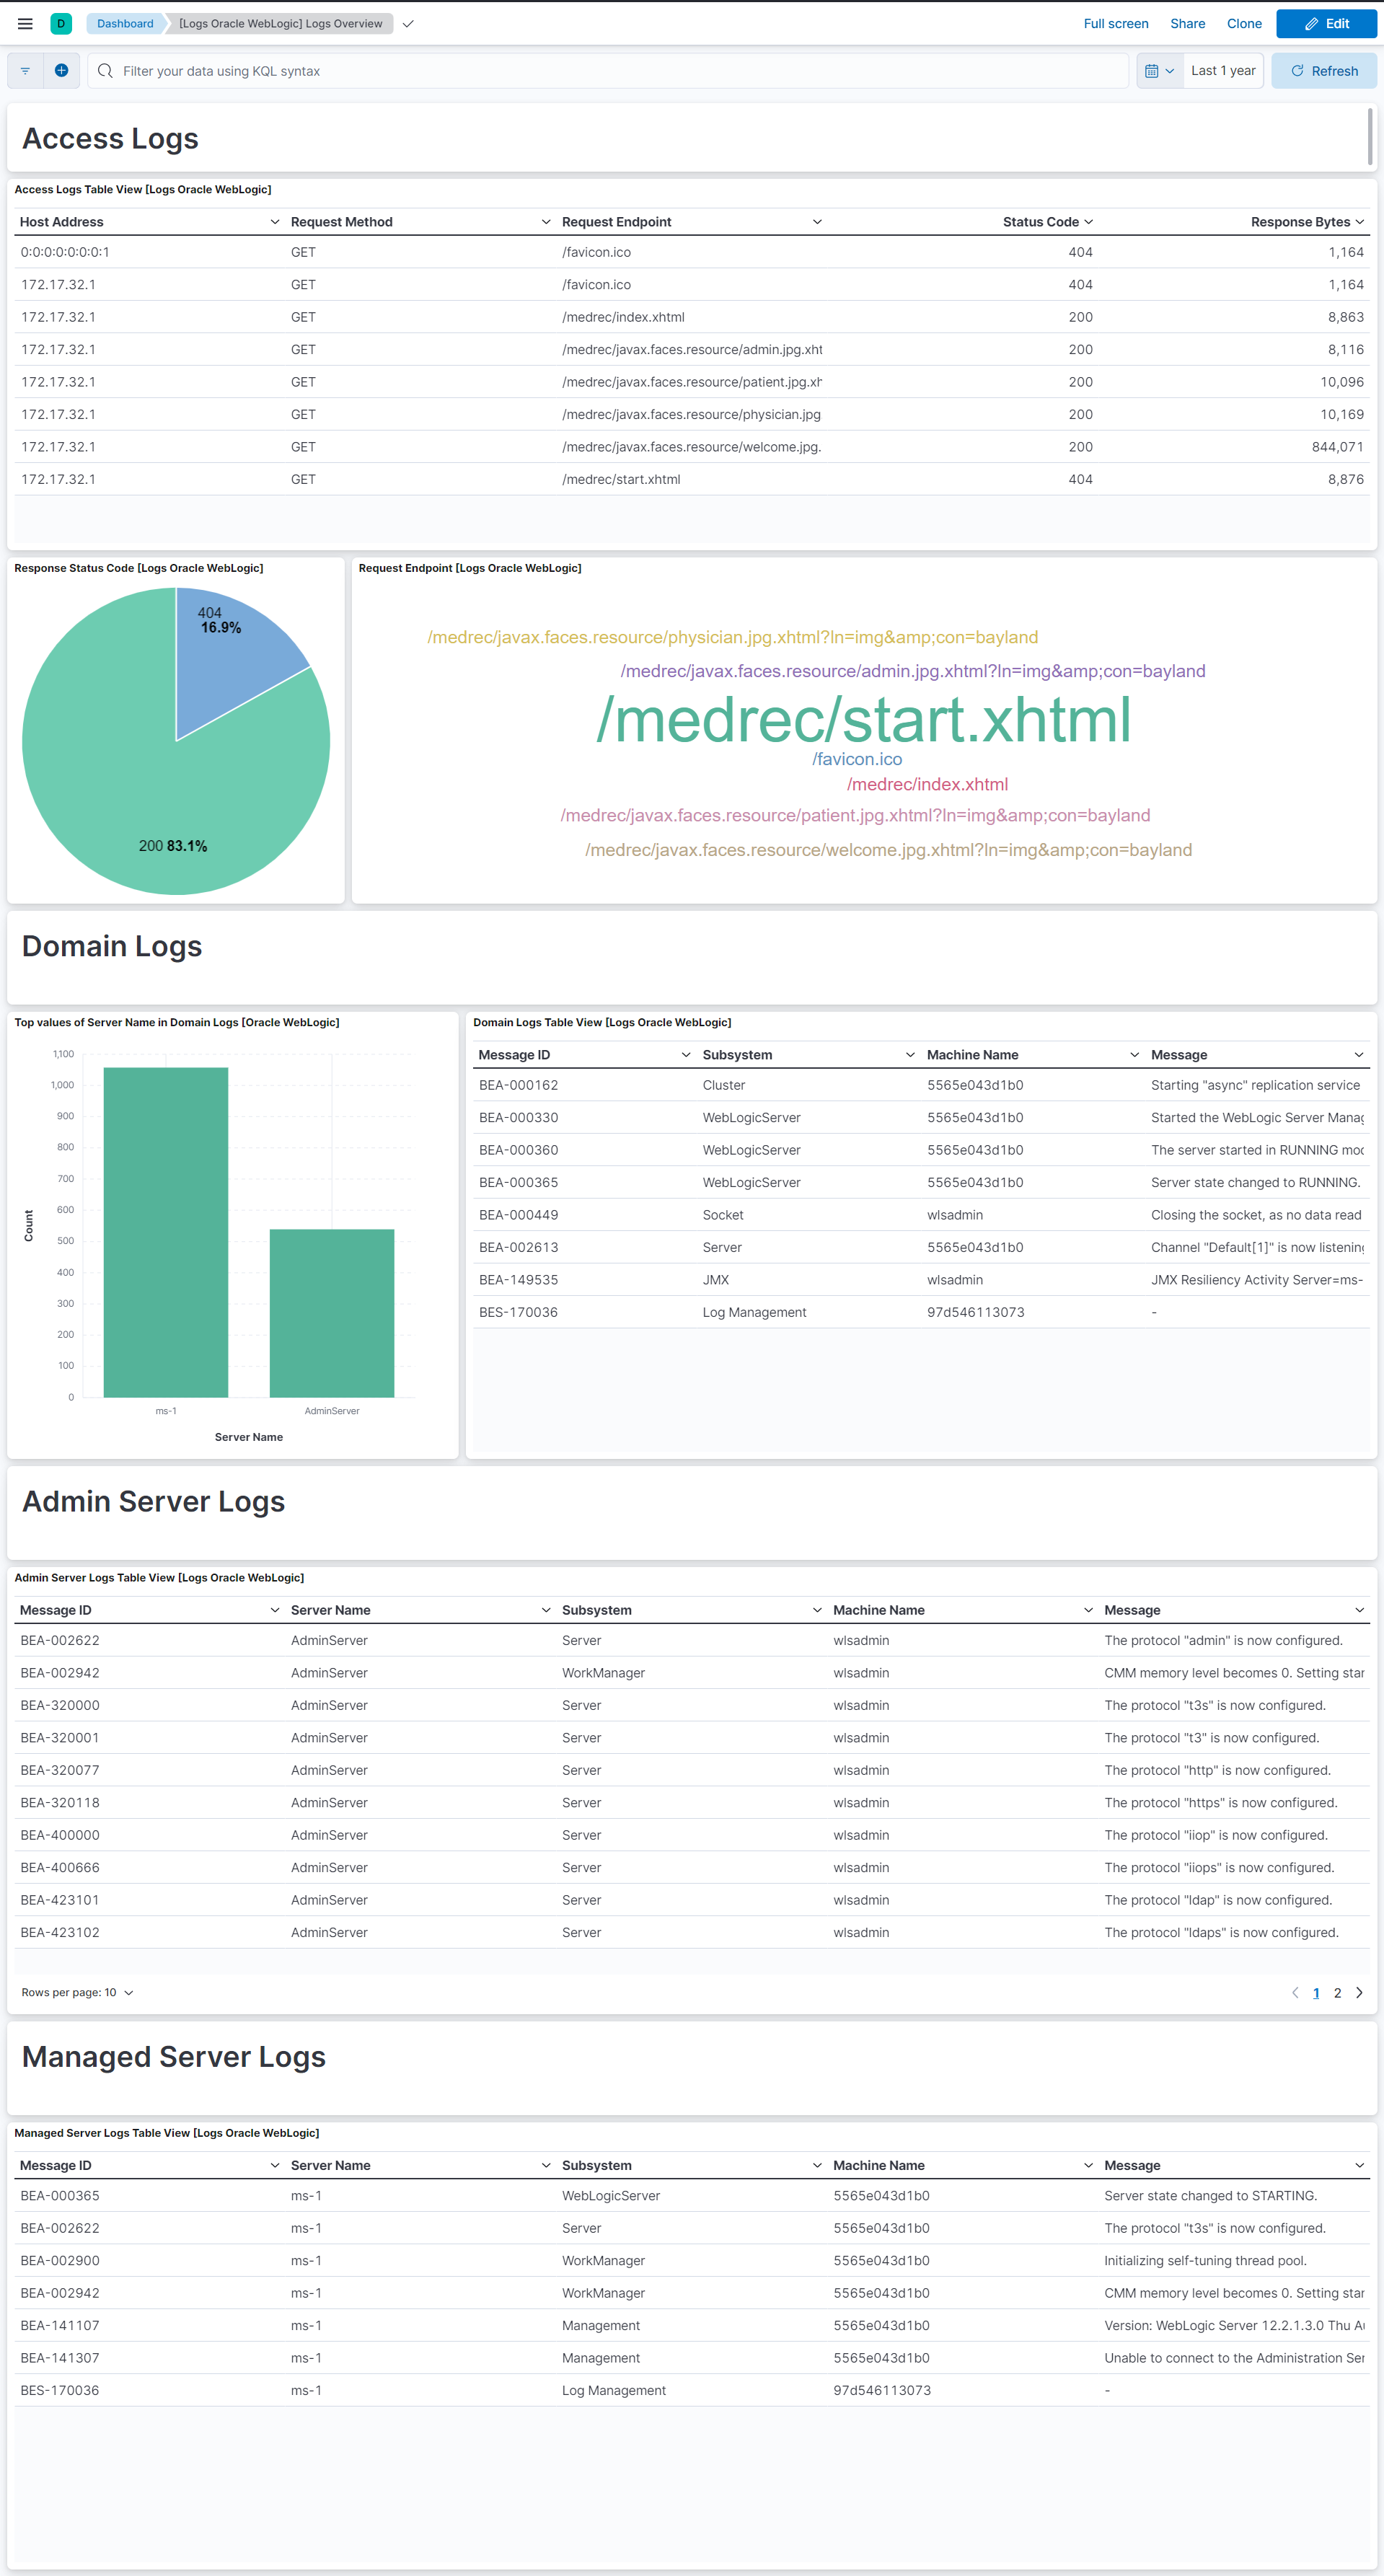 D Dashboard [Logs Oracle WebLogic] Logs Overview Full screen Share Clone Edit
Filter your data using KQL syntax Last 1 year Refresh
Access Logs
Access Logs Table View [Logs Oracle WebLogic]
Host Address Request Method Request Endpoint Status Code Response Bytes
0:0:0:0:0:0:0:1 GET /favicon.ico 404 1,164
172.17.32.1 GET /favicon.ico 404 1,164
172.17.32.1 GET /medrec/index.xhtml 200 8,863
172.17.32.1 GET /medrec/javax.faces.resource/admin.jpg.xht 200 8,116
172.17.32.1 GET /medrec/javax.faces.resource/patient.jpg.xh 200 10,096
172.17.32.1 GET /medrec/javax.faces.resource/physician.jpg 200 10,169
172.17.32.1 GET /medrec/javax.faces.resource/welcome.jpg. 200 844,071
172.17.32.1 GET /medrec/start.xhtml 404 8,876
Response Status Code [Logs Oracle WebLogic]
404
16.9%
200 83.1%
Request Endpoint [Logs Oracle WebLogic]
/medrec/javax.faces.resource/physician.jpg.xhtml?ln=img&amp;con=bayland
/medrec/javax.faces.resource/admin.jpg.xhtml?ln=img&amp;con=bayland
/medrec/start.xhtml
/favicon.ico
/medrec/index.xhtml
/medrec/javax.faces.resource/patient.jpg.xhtml?ln=img&amp;con=bayland
/medrec/javax.faces.resource/welcome.jpg.xhtml?ln=img&amp;con=bayland
Domain Logs
Top values of Server Name in Domain Logs [Oracle WebLogic]
1,100
1,000
900
800
700
600
500
400
300
200
100
0
Count
ms-1 AdminServer
Server Name
Domain Logs Table View [Logs Oracle WebLogic]
Message ID Subsystem Machine Name Message
BEA-000162 Cluster 5565e043d1b0 Starting "async" replication service
BEA-000330 WebLogicServer 5565e043d1b0 Started the WebLogic Server Manag
BEA-000360 WebLogicServer 5565e043d1b0 The server started in RUNNING moc
BEA-000365 WebLogicServer 5565e043d1b0 Server state changed to RUNNING.
BEA-000449 Socket wlsadmin Closing the socket, as no data read
BEA-002613 Server 5565e043d1b0 Channel "Default[1]" is now listening
BEA-149535 JMX wlsadmin JMX Resiliency Activity Server=ms-
BES-170036 Log Management 97d546113073 -
Admin Server Logs
Admin Server Logs Table View [Logs Oracle WebLogic]
Message ID Server Name Subsystem Machine Name Message
BEA-002622 AdminServer Server wlsadmin The protocol "admin" is now configured.
BEA-002942 AdminServer WorkManager wlsadmin CMM memory level becomes 0. Setting star
BEA-320000 AdminServer Server wlsadmin The protocol "t3s" is now configured.
BEA-320001 AdminServer Server wlsadmin The protocol "t3" is now configured.
BEA-320077 AdminServer Server wlsadmin The protocol "http" is now configured.
BEA-320118 AdminServer Server wlsadmin The protocol "https" is now configured.
BEA-400000 AdminServer Server wlsadmin The protocol "iiop" is now configured.
BEA-400666 AdminServer Server wlsadmin The protocol "iiops" is now configured.
BEA-423101 AdminServer Server wlsadmin The protocol "ldap" is now configured.
BEA-423102 AdminServer Server wlsadmin The protocol "ldaps" is now configured.
Rows per page: 10 1 2
Managed Server Logs
Managed Server Logs Table View [Logs Oracle WebLogic]
Message ID Server Name Subsystem Machine Name Message
BEA-000365 ms-1 WebLogicServer 5565e043d1b0 Server state changed to STARTING.
BEA-002622 ms-1 Server 5565e043d1b0 The protocol "t3s" is now configured.
BEA-002900 ms-1 WorkManager 5565e043d1b0 Initializing self-tuning thread pool.
BEA-002942 ms-1 WorkManager 5565e043d1b0 CMM memory level becomes 0. Setting star
BEA-141107 ms-1 Management 5565e043d1b0 Version: WebLogic Server 12.2.1.3.0 Thu Au
BEA-141307 ms-1 Management 5565e043d1b0 Unable to connect to the Administration Ser
BES-170036 ms-1 Log Management 97d546113073 -